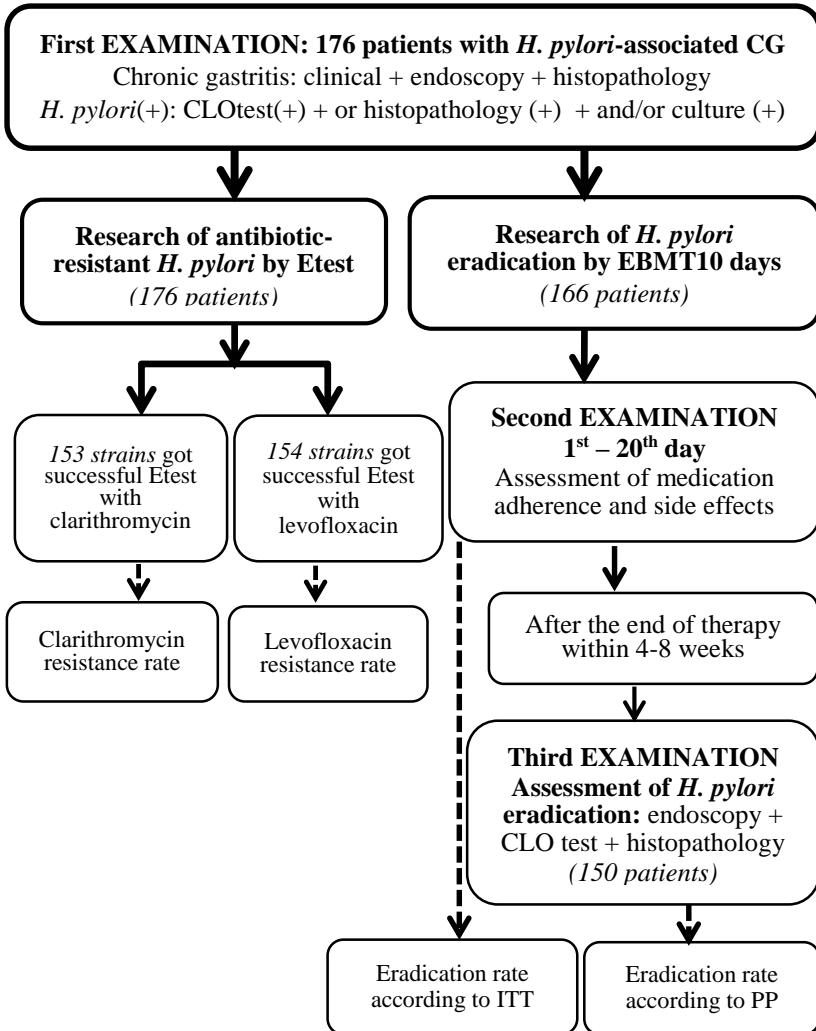 First EXAMINATION: 176 patients with H. pylori-associated CG
Chronic gastritis: clinical + endoscopy + histopathology
H. pylori(+): CLOtest(+) + or histopathology (+) + and/or culture (+)
Research of antibiotic-
resistant H. pylori by Etest
(176 patients)
Research of H. pylori
eradication by EBMT10 days
(166 patients)
153 strains got
successful Etest
with
clarithromycin
154 strains got
successful Etest
with
levofloxacin
Second EXAMINATION
1st – 20th day
Assessment of medication
adherence and side effects
Clarithromycin
resistance rate
Levofloxacin
resistance rate
After the end of therapy
within 4-8 weeks
Third EXAMINATION
Assessment of H. pylori
eradication: endoscopy +
CLO test + histopathology
(150 patients)
Eradication rate
according to ITT
Eradication rate
according to PP